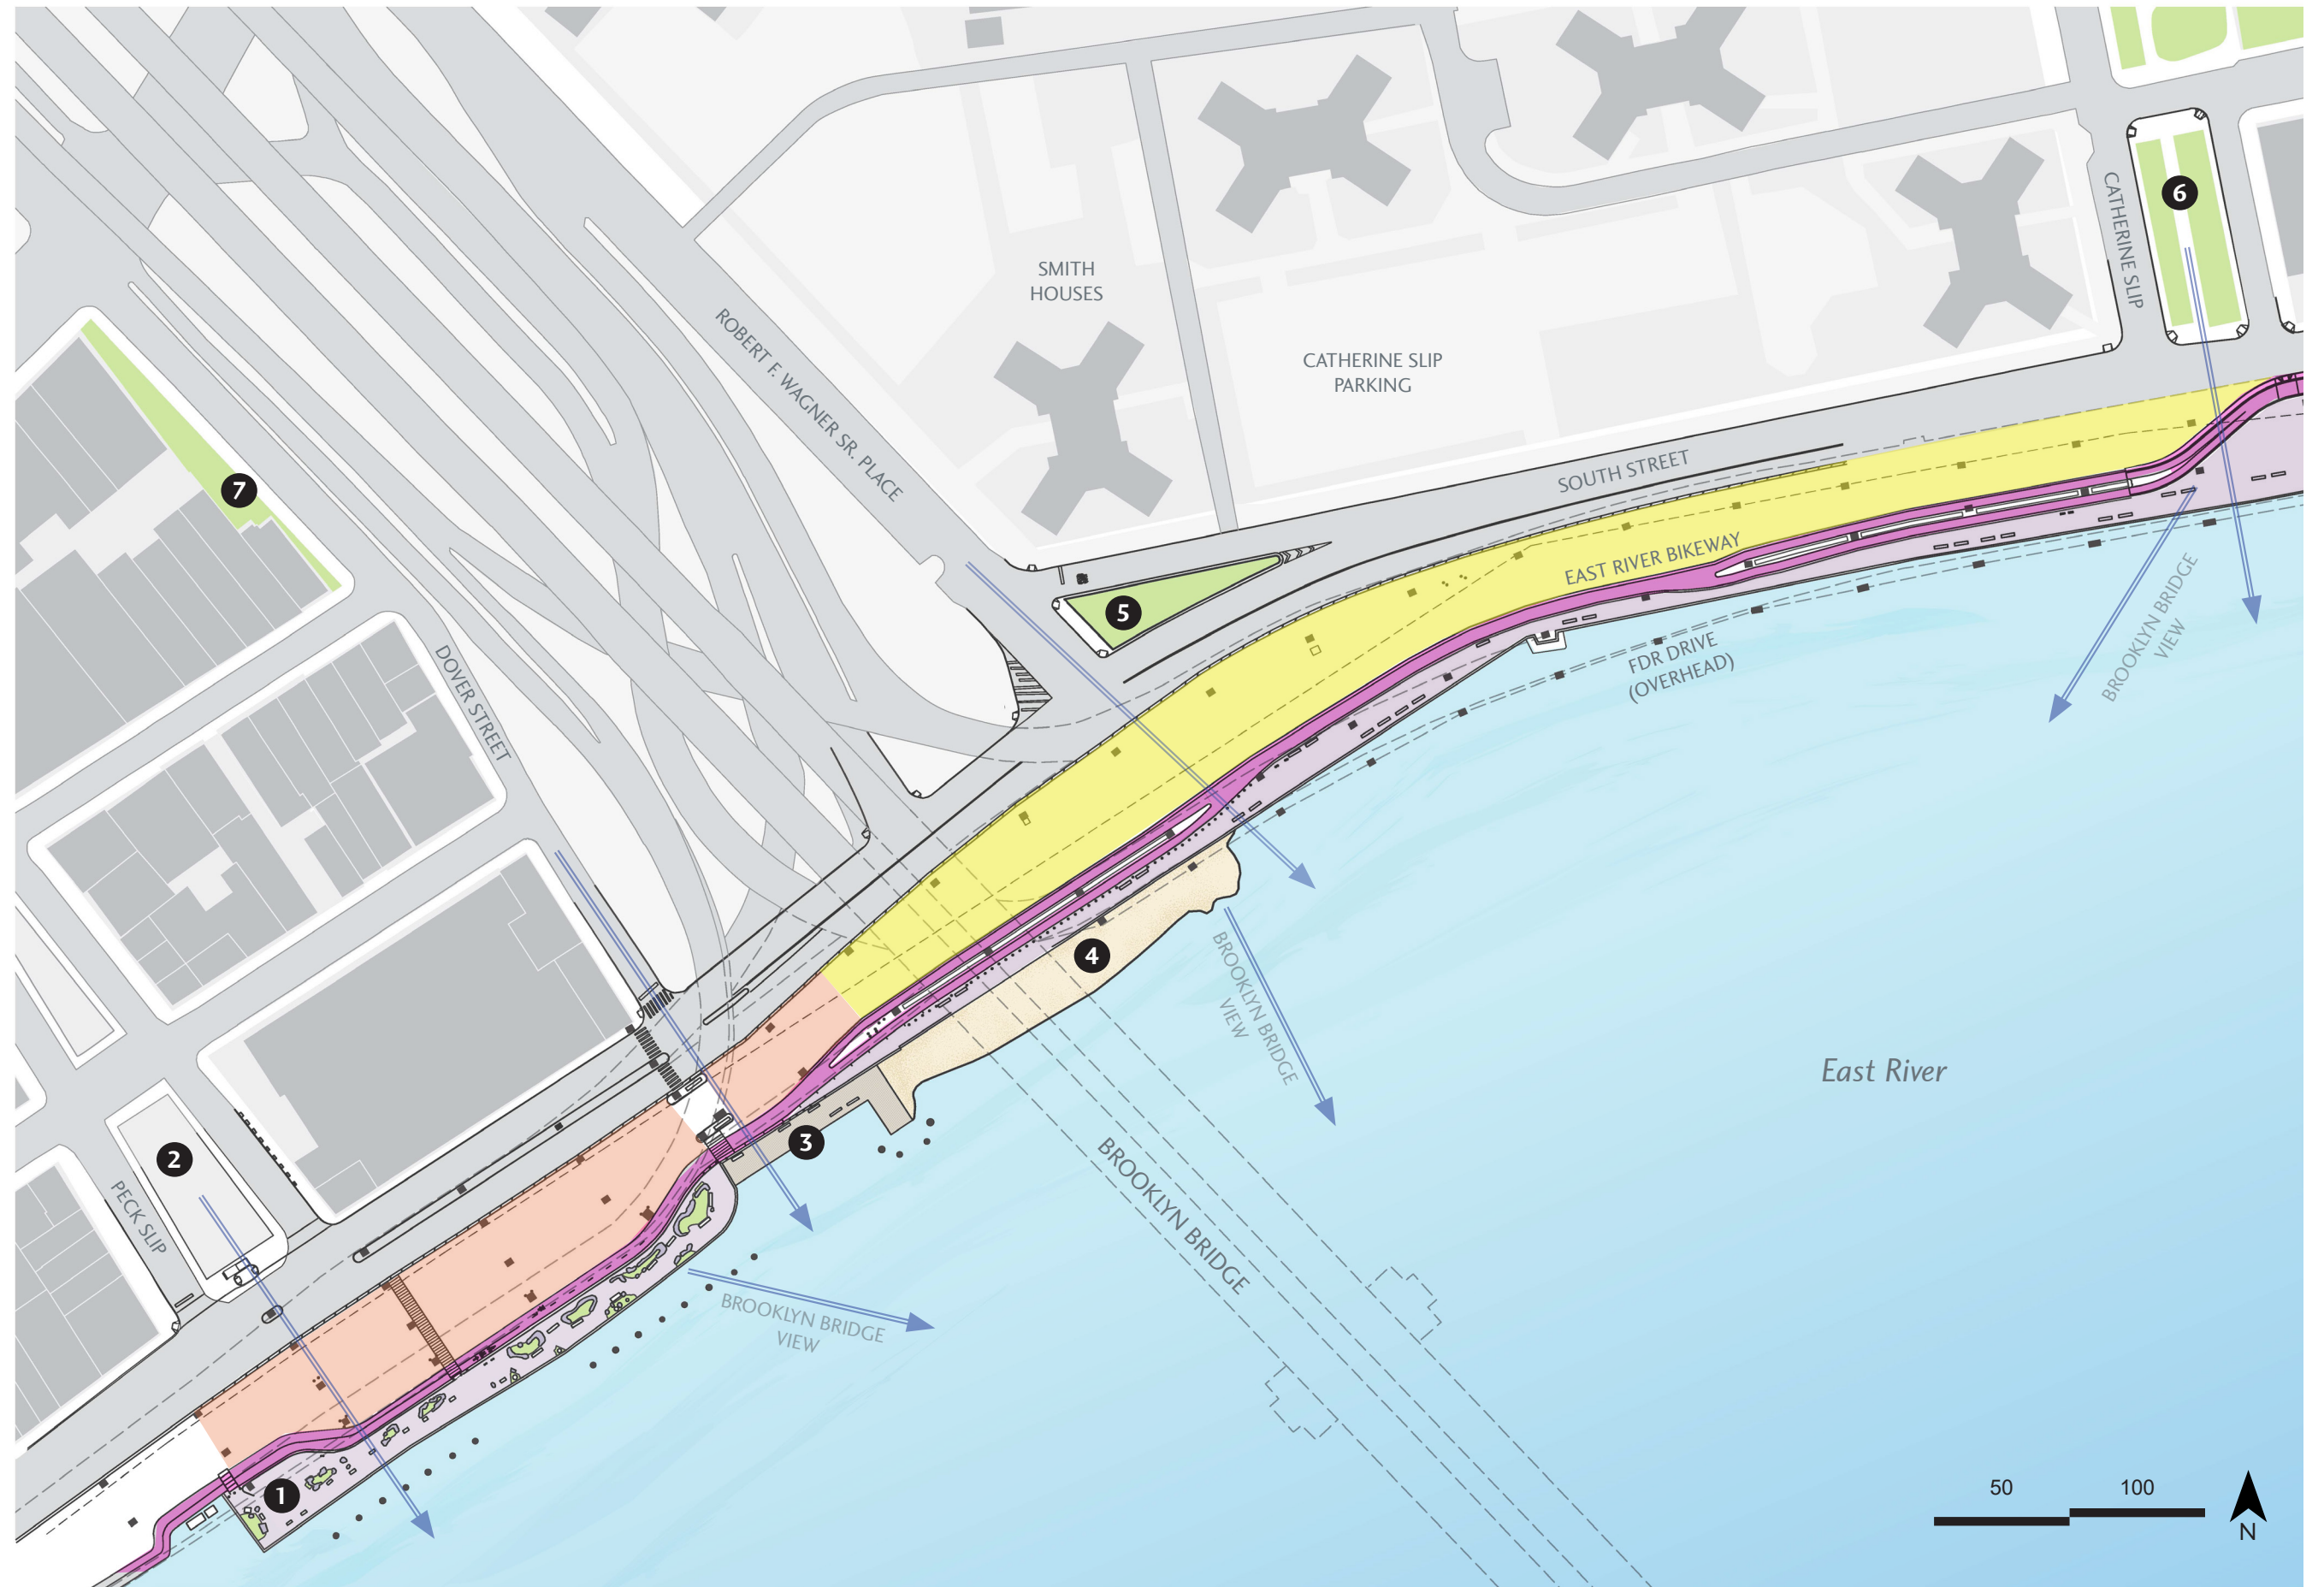 6
CATHERINE SLIP
SMITH
HOUSES
ROBERT F. WAGNER SR. PLACE
CATHERINE SLIP
PARKING
SOUTH STREET
7
EAST RIVER BIKEWAY
5
BROOKLYN BRIDGE
VIEW
FDR DRIVE
(OVERHEAD)
DOVER STREET
4
BROOKLYN BRIDGE
VIEW
East River
3
2
PECK SLIP
BROOKLYN BRIDGE
BROOKLYN BRIDGE
VIEW
1
50
100
N